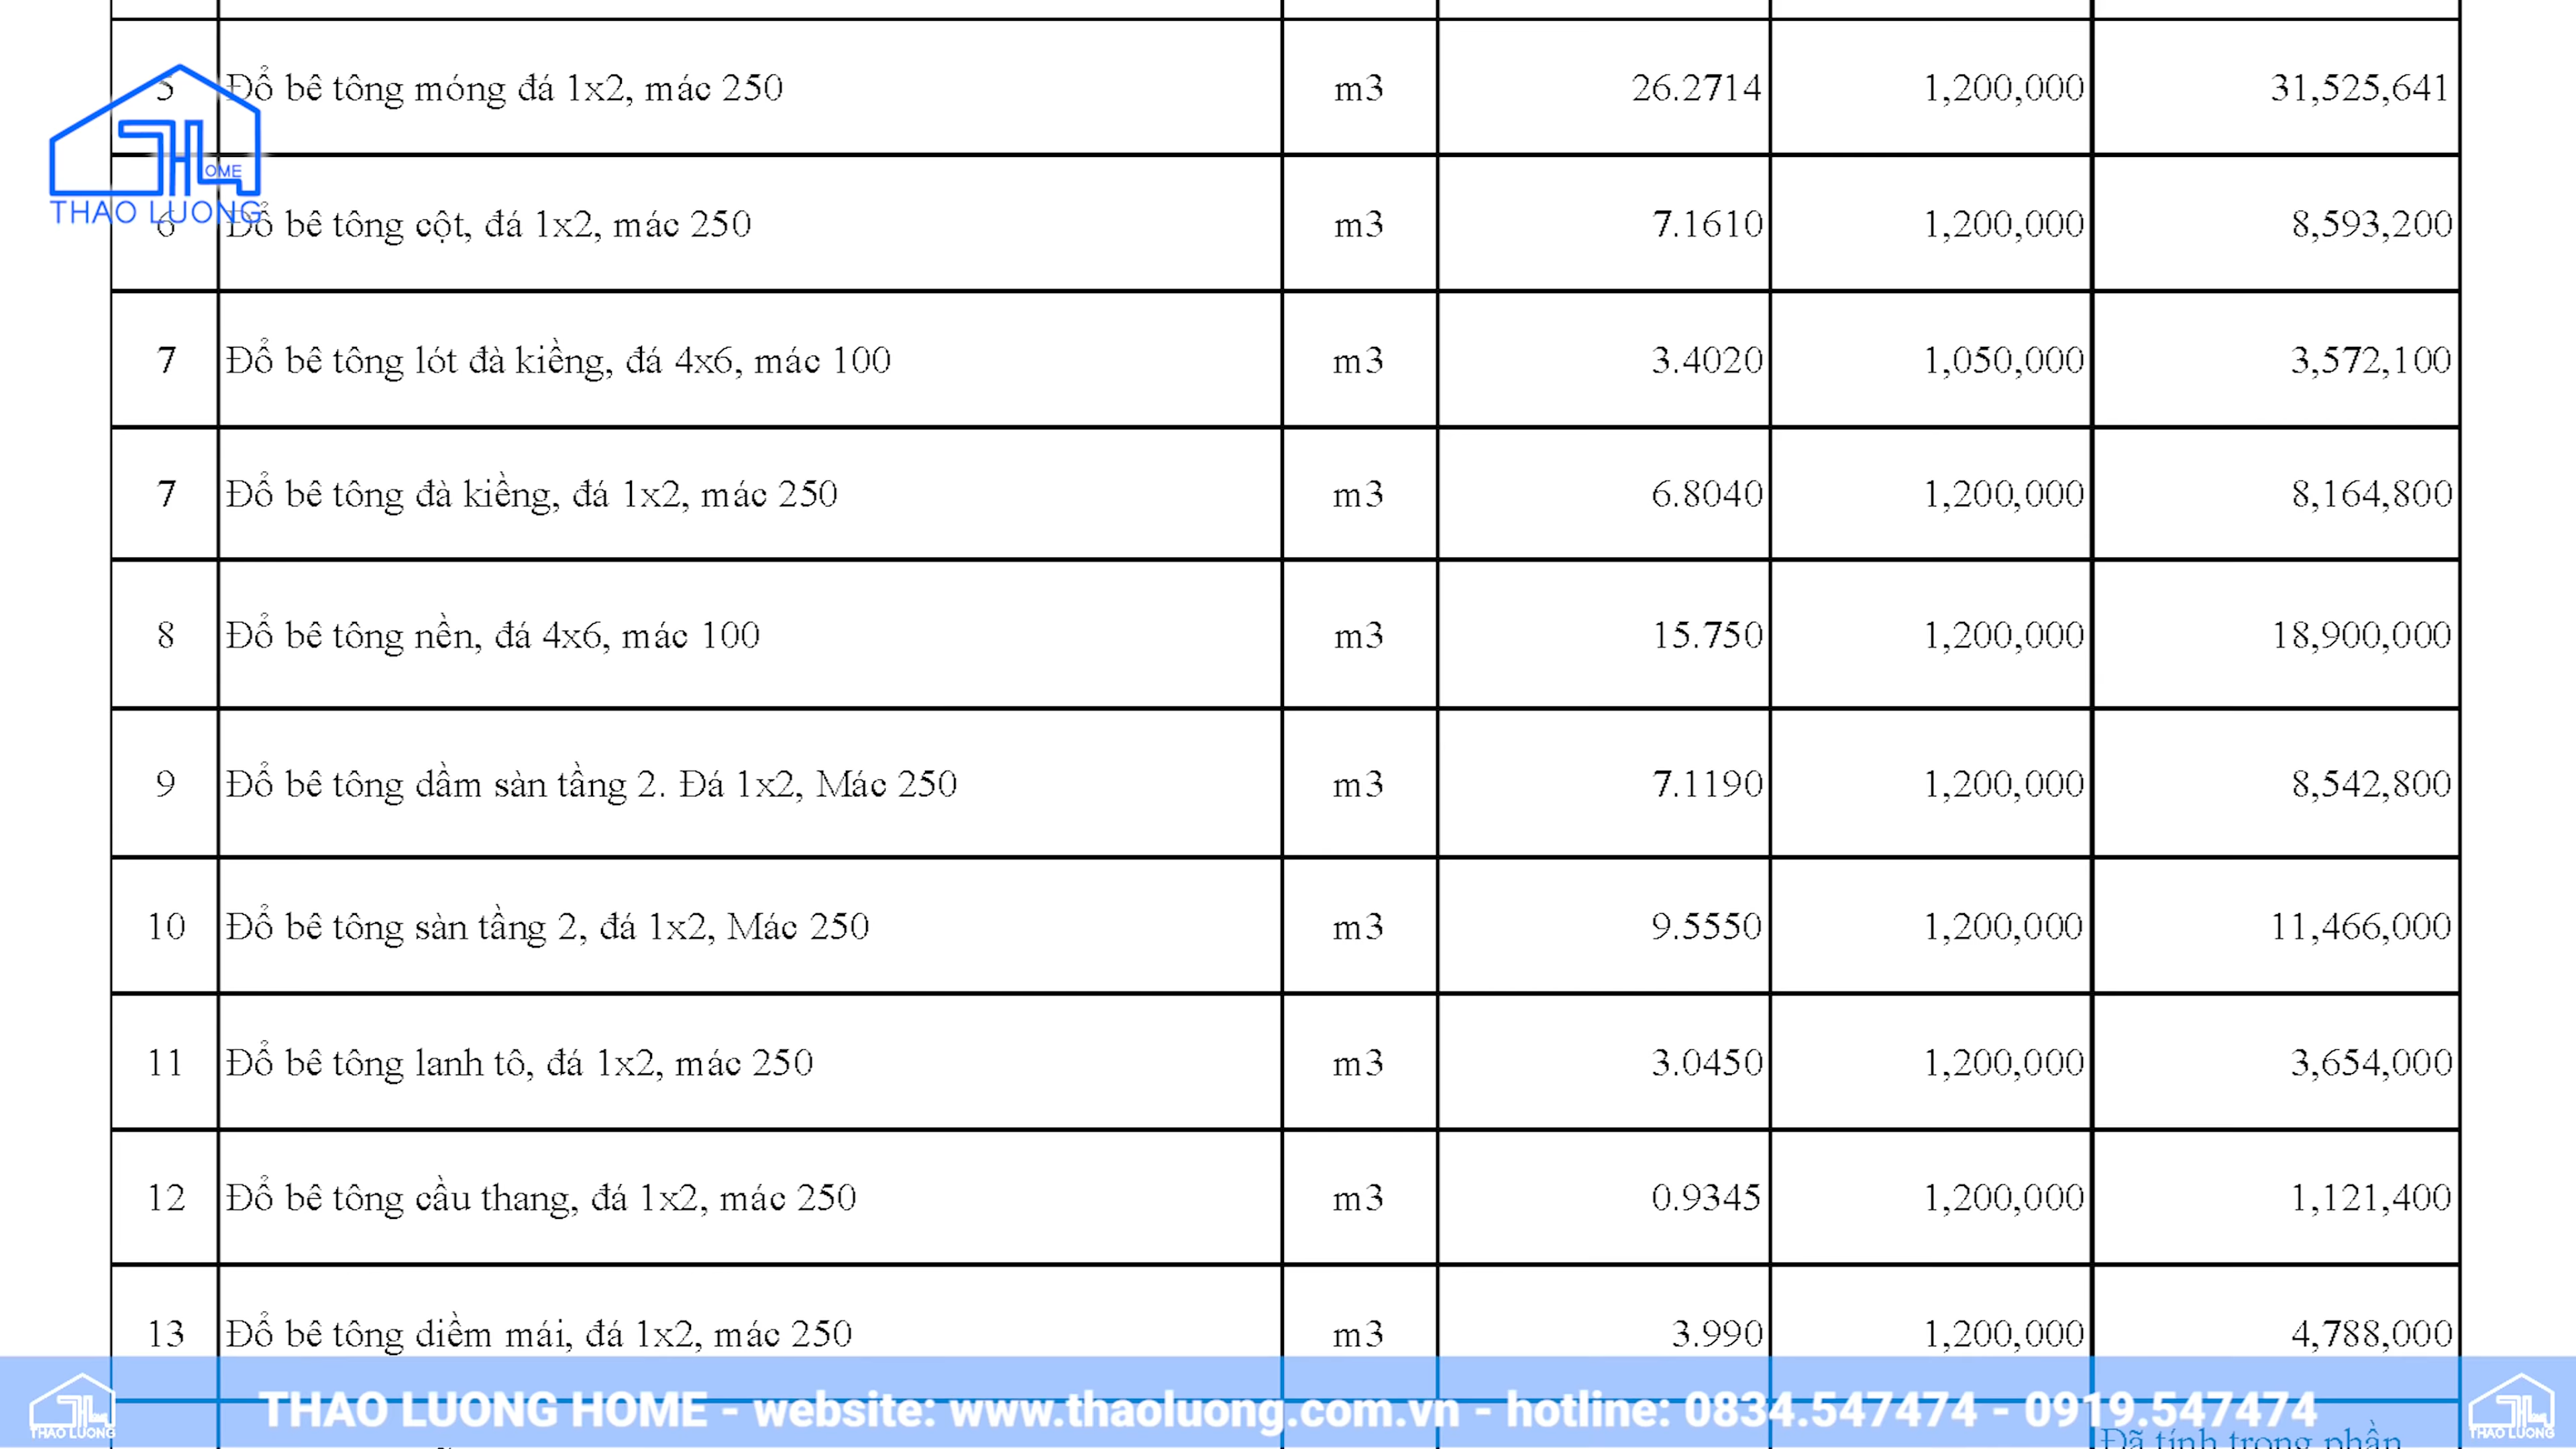 5 Đổ bê tông móng đá 1x2, mác 250 m3 26.2714 1,200,000 31,525,641
OME
THAO LUONG
6 Đổ bê tông cột, đá 1x2, mác 250 m3 7.1610 1,200,000 8,593,200
7 Đổ bê tông lót đà kiềng, đá 4x6, mác 100 m3 3.4020 1,050,000 3,572,100
7 Đổ bê tông đà kiềng, đá 1x2, mác 250 m3 6.8040 1,200,000 8,164,800
8 Đổ bê tông nền, đá 4x6, mác 100 m3 15.750 1,200,000 18,900,000
9 Đổ bê tông dầm sàn tầng 2. Đá 1x2, Mác 250 m3 7.1190 1,200,000 8,542,800
10 Đổ bê tông sàn tầng 2, đá 1x2, Mác 250 m3 9.5550 1,200,000 11,466,000
11 Đổ bê tông lanh tô, đá 1x2, mác 250 m3 3.0450 1,200,000 3,654,000
12 Đổ bê tông cầu thang, đá 1x2, mác 250 m3 0.9345 1,200,000 1,121,400
13 Đổ bê tông diềm mái, đá 1x2, mác 250 m3 3.990 1,200,000 4,788,000
THAO LUONG HOME - website: www.thaoluong.com.vn - hotline: 0834.547474 - 0919.547474
THAO LUONG
THAO LUONG
Đã tính trong phần